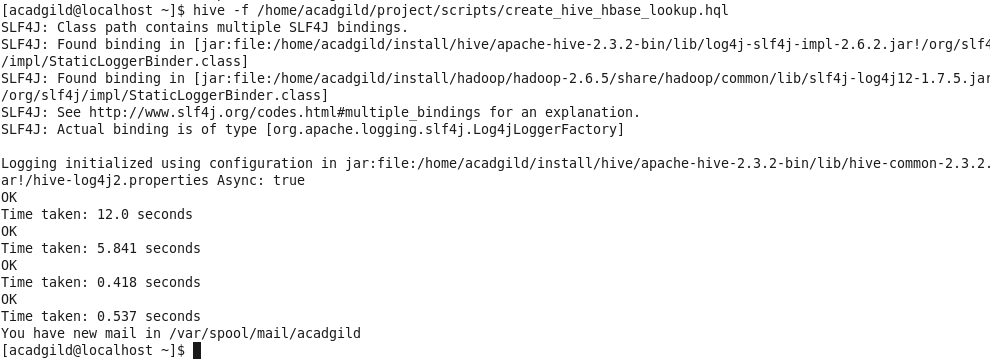 [acadgild@localhost ~]$ hive -f /home/acadgild/project/scripts/create_hive_hbase_lookup.hql
SLF4J: Class path contains multiple SLF4J bindings.
SLF4J: Found binding in [jar:file:/home/acadgild/install/hive/apache-hive-2.3.2-bin/lib/log4j-slf4j-impl-2.6.2.jar!/org/slf4
/impl/StaticLoggerBinder.class]
SLF4J: Found binding in [jar:file:/home/acadgild/install/hadoop/hadoop-2.6.5/share/hadoop/common/lib/slf4j-log4j12-1.7.5.jar
/org/slf4j/impl/StaticLoggerBinder.class]
SLF4J: See http://www.slf4j.org/codes.html#multiple_bindings for an explanation.
SLF4J: Actual binding is of type [org.apache.logging.slf4j.Log4jLoggerFactory]
Logging initialized using configuration in jar:file:/home/acadgild/install/hive/apache-hive-2.3.2-bin/lib/hive-common-2.3.2.
ar!/hive-log4j2.properties Async: true
OK
Time taken: 12.0 seconds
OK
Time taken: 5.841 seconds
OK
Time taken: 0.418 seconds
OK
Time taken: 0.537 seconds
You have new mail in /var/spool/mail/acadgild
[acadgild@localhost ~]$